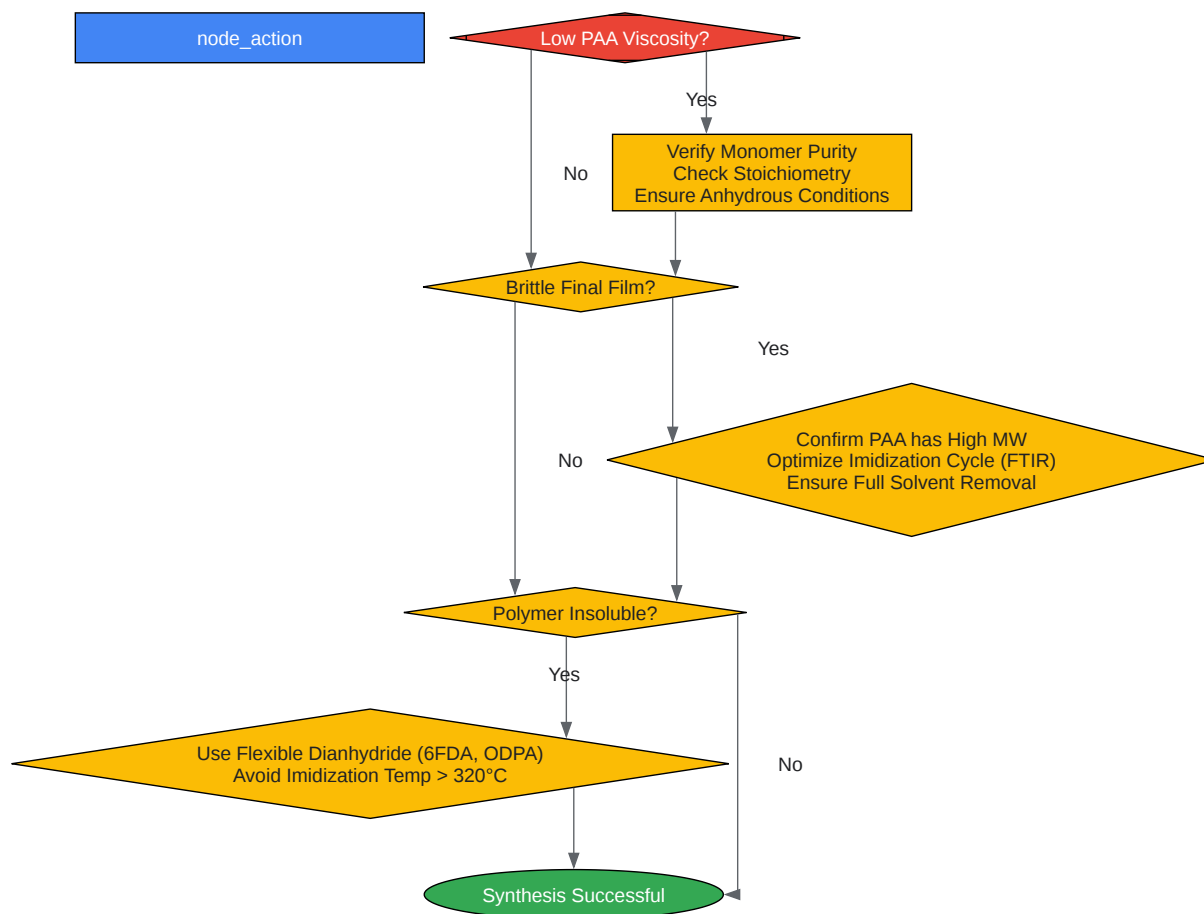 node_action
Low PAA Viscosity?
Yes
Verify Monomer Purity
Check Stoichiometry
Ensure Anhydrous Conditions
No
Brittle Final Film?
Yes
Confirm PAA has High MW
Optimize Imidization Cycle (FTIR)
Ensure Full Solvent Removal
No
Polymer Insoluble?
Yes
Use Flexible Dianhydride (6FDA, ODPA)
Avoid Imidization Temp > 320°C
No
Synthesis Successful